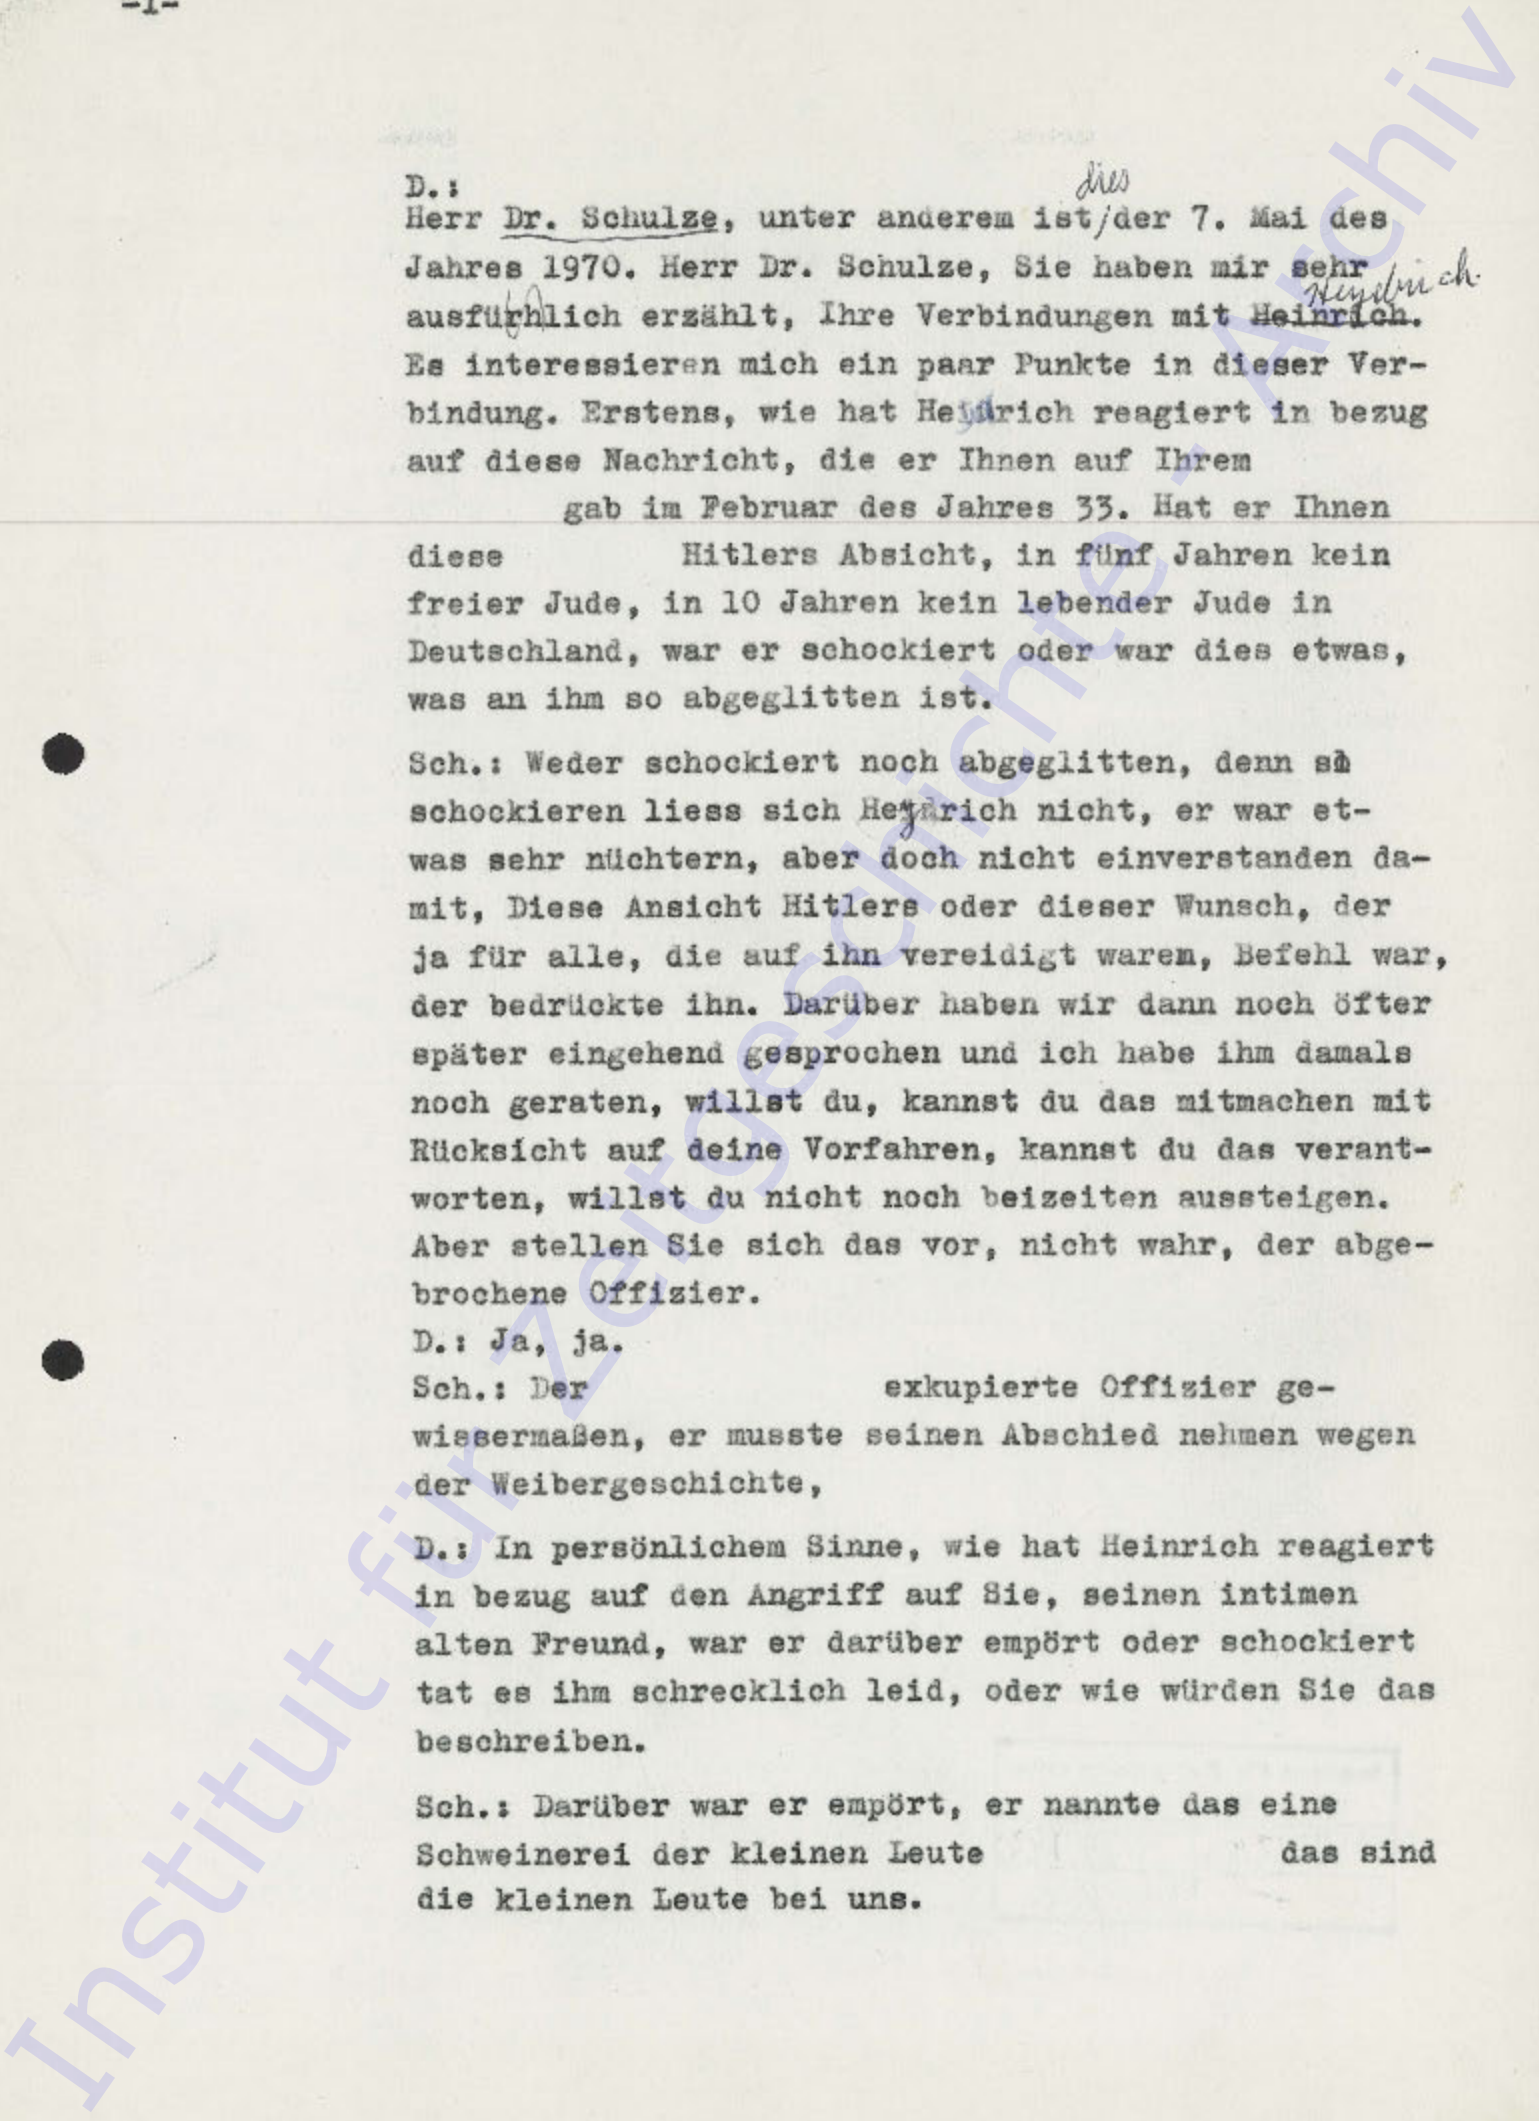 -1-
D.:
dies
Herr Dr. Schulze, unter anderem ist/der 7. Mai des
Jahres 1970. Herr Dr. Schulze, Sie haben mir sehr
Heydrich.
ausführlich erzählt, Ihre Verbindungen mit Heinrich.
Es interessieren mich ein paar Punkte in dieser Ver-
bindung. Erstens, wie hat Heydrich reagiert in bezug
auf diese Nachricht, die er Ihnen auf Ihrem
gab im Februar des Jahres 33. Hat er Ihnen
diese Hitlers Absicht, in fünf Jahren kein
freier Jude, in 10 Jahren kein lebender Jude in
Deutschland, war er schockiert oder war dies etwas,
was an ihm so abgeglitten ist.
Sch.: Weder schockiert noch abgeglitten, denn
schockieren liess sich Heydrich nicht, er war et-
was sehr nüchtern, aber doch nicht einverstanden da-
mit, Diese Ansicht Hitlers oder dieser Wunsch, der
ja für alle, die auf ihn vereidigt waren, Befehl war,
der bedrückte ihn. Darüber haben wir dann noch öfter
später eingehend gesprochen und ich habe ihm damals
noch geraten, willst du, kannst du das mitmachen mit
Rücksicht auf deine Vorfahren, kannst du das verant-
worten, willst du nicht noch beizeiten aussteigen.
Aber stellen Sie sich das vor, nicht wahr, der abge-
brochene Offizier.
D.: Ja, ja.
Sch.: Der exkupierte Offizier ge-
wissermaßen, er musste seinen Abschied nehmen wegen
der Weibergeschichte,
D.: In persönlichem Sinne, wie hat Heinrich reagiert
in bezug auf den Angriff auf Sie, seinen intimen
alten Freund, war er darüber empört oder schockiert
tat es ihm schrecklich leid, oder wie würden Sie das
beschreiben.
Sch.: Darüber war er empört, er nannte das eine
Schweinerei der kleinen Leute das sind
die kleinen Leute bei uns.
Institut für Zeitgeschichte - Archiv